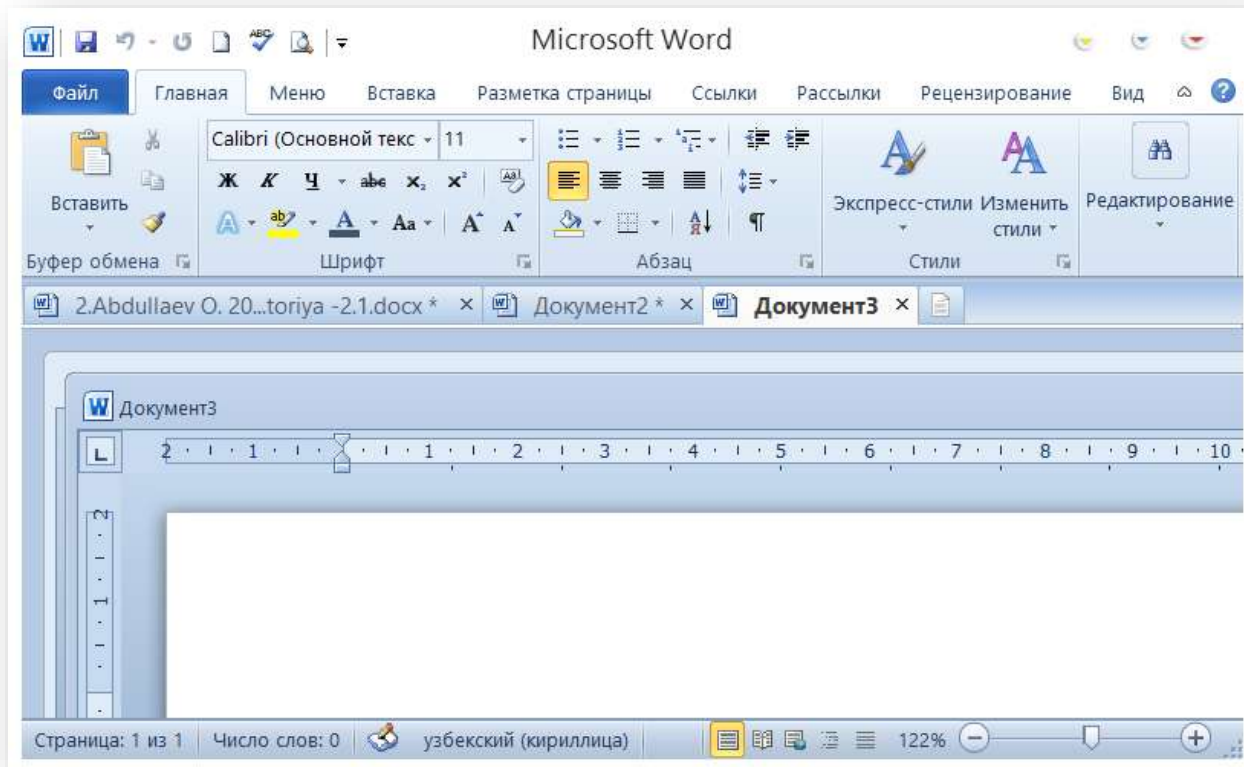 Microsoft Word
Файл Главная Меню Вставка Разметка страницы Ссылки Рассылки Рецензирование Вид
Calibri (Основной текс 11
Ж К Ч abc x₂ x²
Вставить
Aa A A
Экспресс-стили Изменить стили Редактирование
Буфер обмена Шрифт Абзац Стили
2.Abdullaev O. 20...toriya -2.1.docx * Документ2 * Документ3
Документ3
2 1 1 2 3 4 5 6 7 8 9 10
2
1
Страница: 1 из 1 Число слов: 0 узбекский (кириллица) 122%